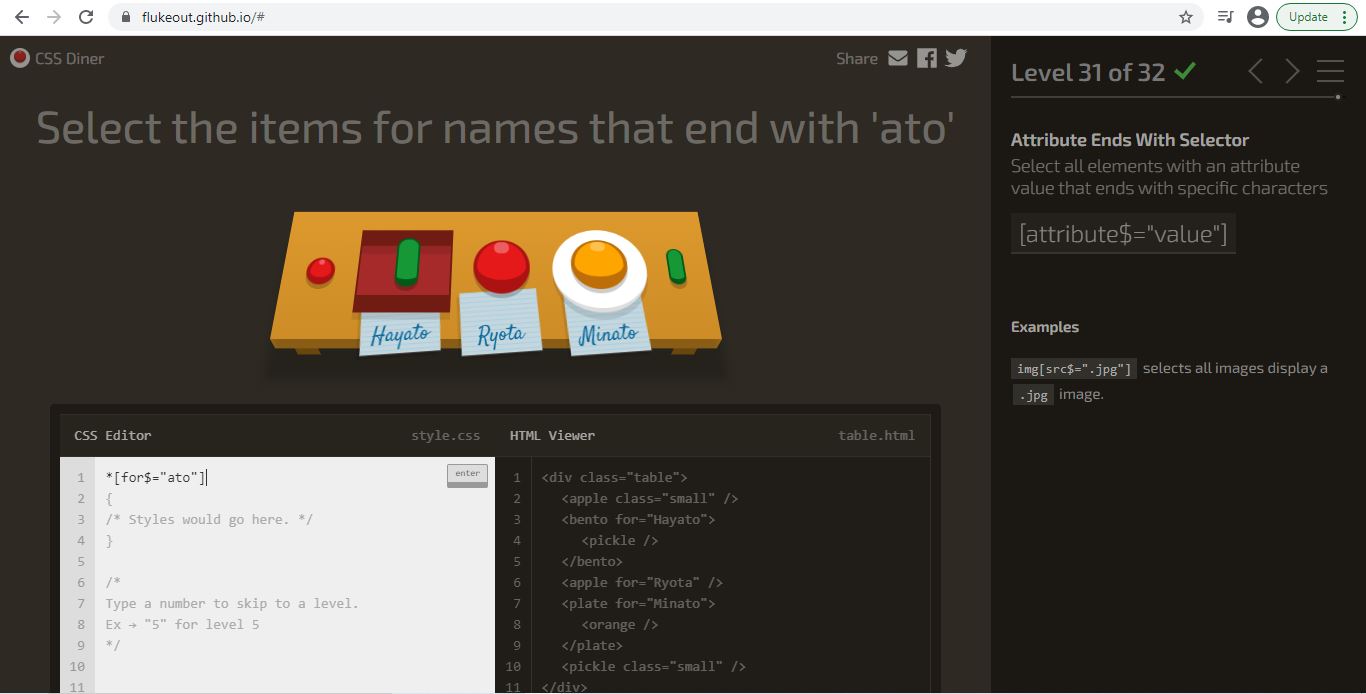 flukeout.github.io/#
Update
CSS Diner
Share
Level 31 of 32
Select the items for names that end with 'ato'
Attribute Ends With Selector
Select all elements with an attribute
value that ends with specific characters
[attribute$="value"]
Hayato
Ryota
Minato
Examples
img[src$=".jpg"] selects all images display a
.jpg image.
CSS Editor
style.css
HTML Viewer
table.html
enter
1 *[for$="ato"]
2 {
3 /* Styles would go here. */
4 }
5
6 /*
7 Type a number to skip to a level.
8 Ex → "5" for level 5
9 */
10
11
1 <div class="table">
2 <apple class="small" />
3 <bento for="Hayato">
4 <pickle />
5 </bento>
6 <apple for="Ryota" />
7 <plate for="Minato">
8 <orange />
9 </plate>
10 <pickle class="small" />
11 </div>